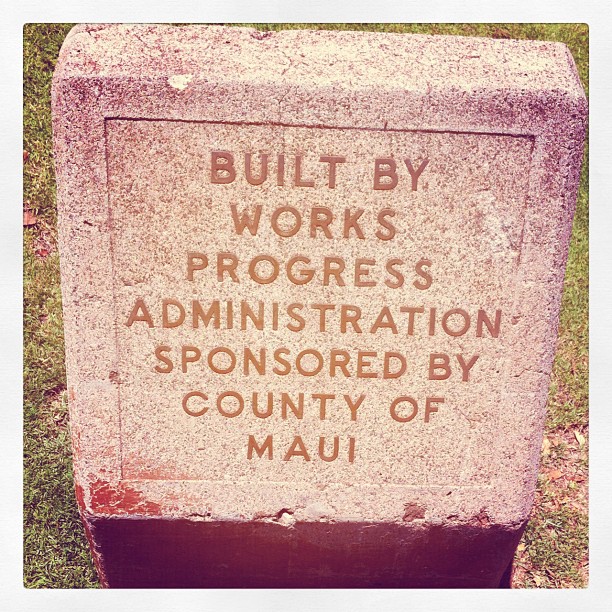 BUILT BY
WORKS
PROGRESS
ADMINISTRATION
SPONSORED BY
COUNTY OF
MAUI